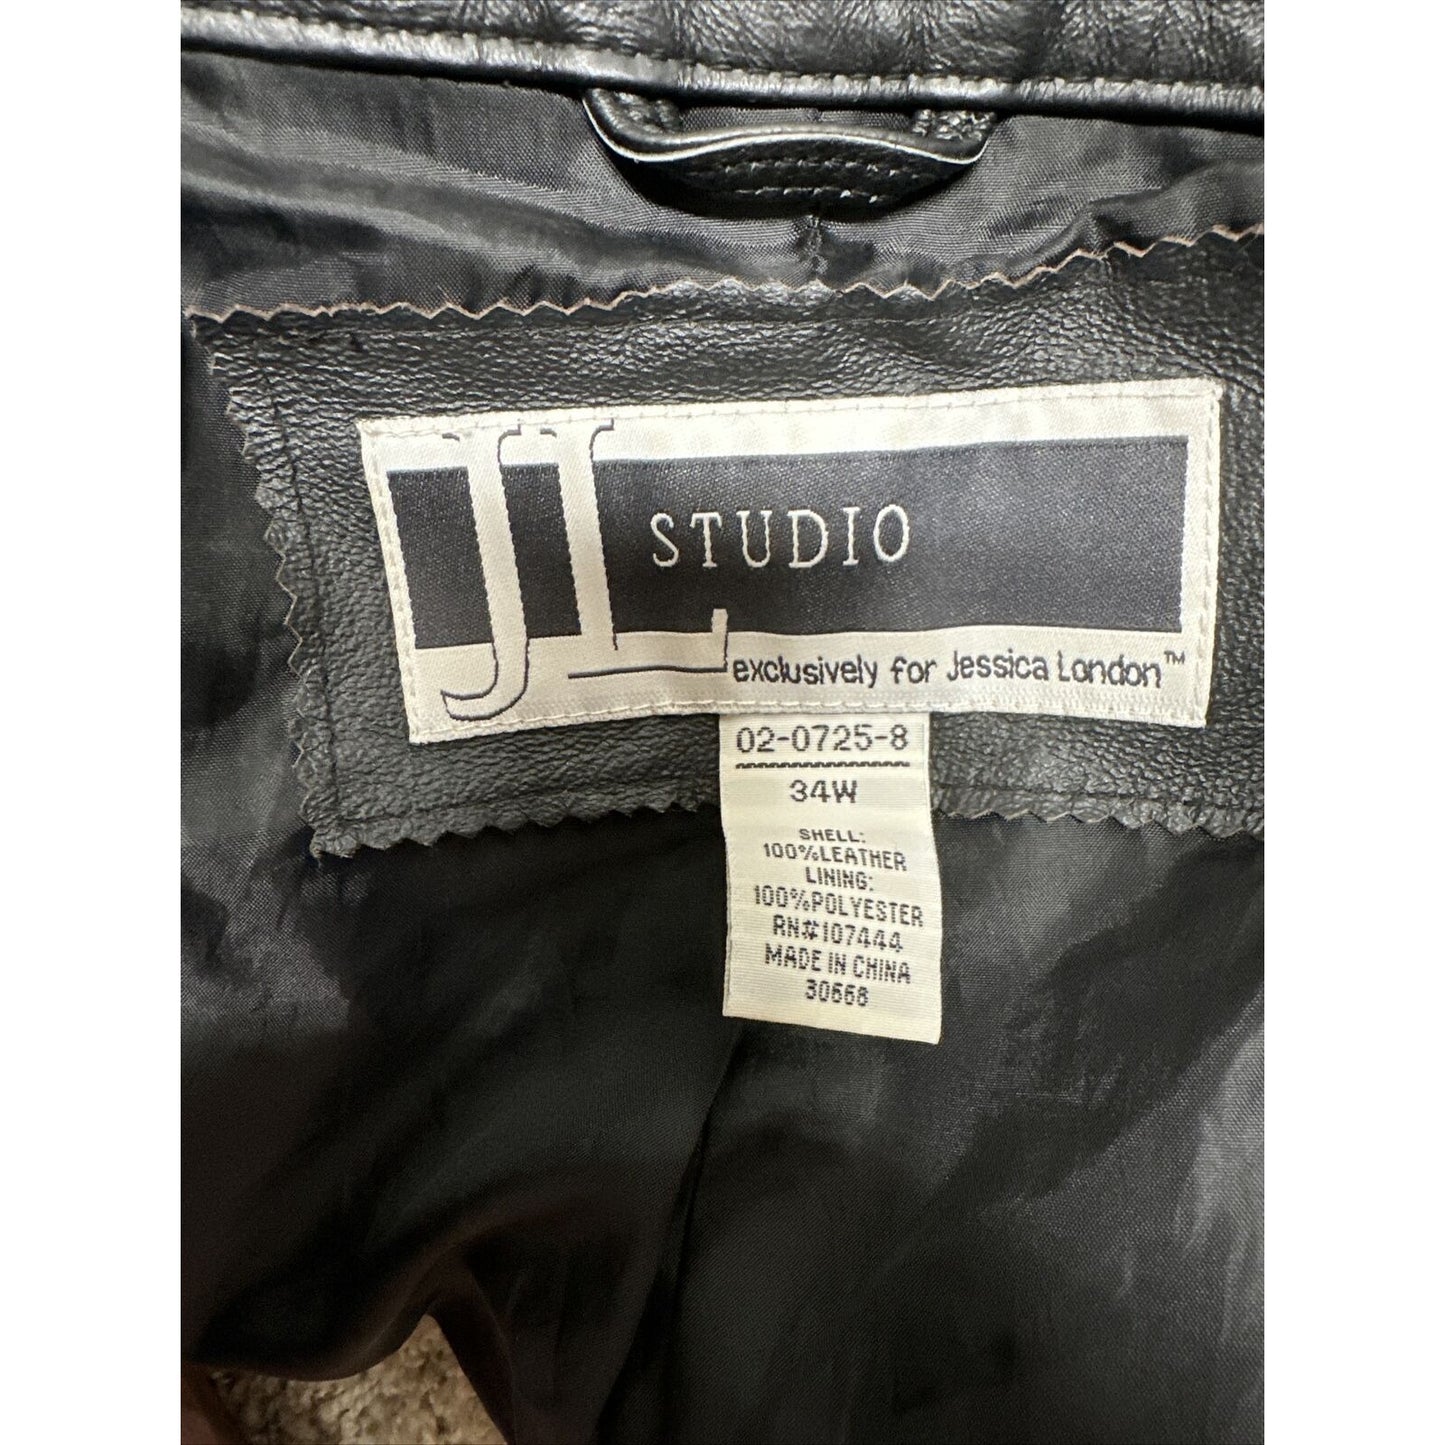 JL STUDIO
exclusively for Jessica London™
02-0725-8
34W
SHELL:
100%LEATHER
LINING:
100%POLYESTER
RN#107444
MADE IN CHINA
30668